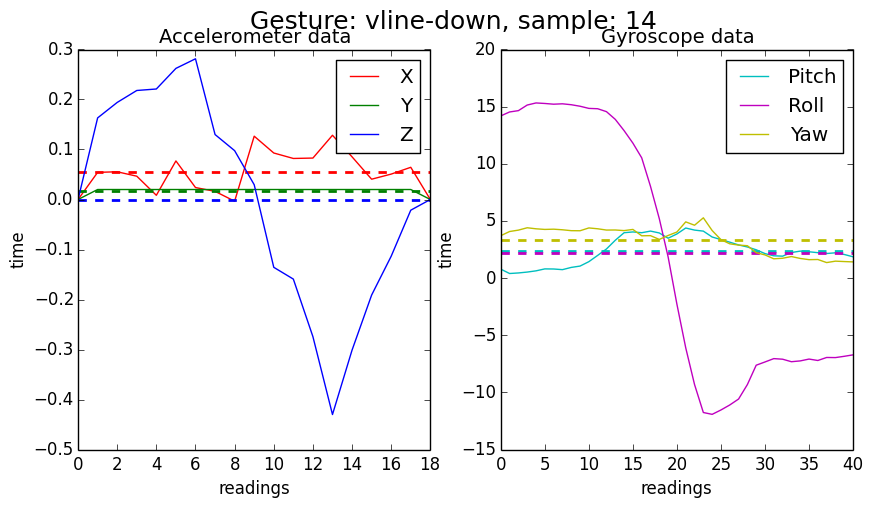 Gesture: vline-down, sample: 14
Accelerometer data
0.3
0.2
0.1
0.0
−0.1
−0.2
−0.3
−0.4
−0.5
time
0 2 4 6 8 10 12 14 16 18
readings
X
Y
Z
Gyroscope data
20
15
10
5
0
−5
−10
−15
time
0 5 10 15 20 25 30 35 40
readings
Pitch
Roll
Yaw